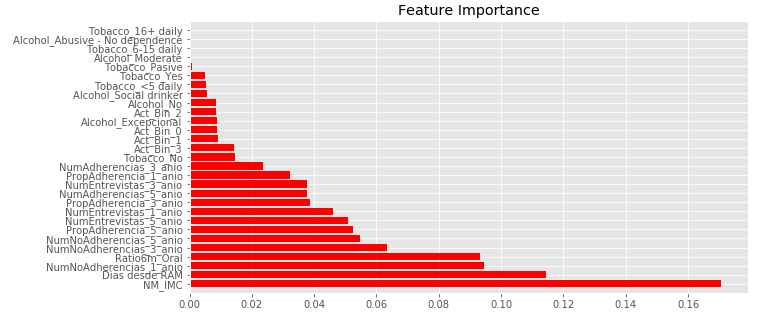 Feature Importance
Tobacco_16+ daily
Alcohol_Abusive - No dependence
Tobacco_6-15 daily
Alcohol_Moderate
Tobacco_Pasive
Tobacco_Yes
Tobacco_<5 daily
Alcohol_Social drinker
Alcohol_No
Act_Bin_2
Alcohol_Excepcional
Act_Bin_0
Act_Bin_1
Act_Bin_3
Tobacco_No
NumAdherencias_3_anio
PropAdherencia_1_anio
NumEntrevistas_3_anio
NumAdherencias_5_anio
PropAdherencia_3_anio
NumEntrevistas_1_anio
NumEntrevistas_5_anio
PropAdherencia_5_anio
NumNoAdherencias_5_anio
NumNoAdherencias_3_anio
Ratio6m_Oral
NumNoAdherencias_1_anio
Dias desde RAM
NM_IMC
0.00 0.02 0.04 0.06 0.08 0.10 0.12 0.14 0.16